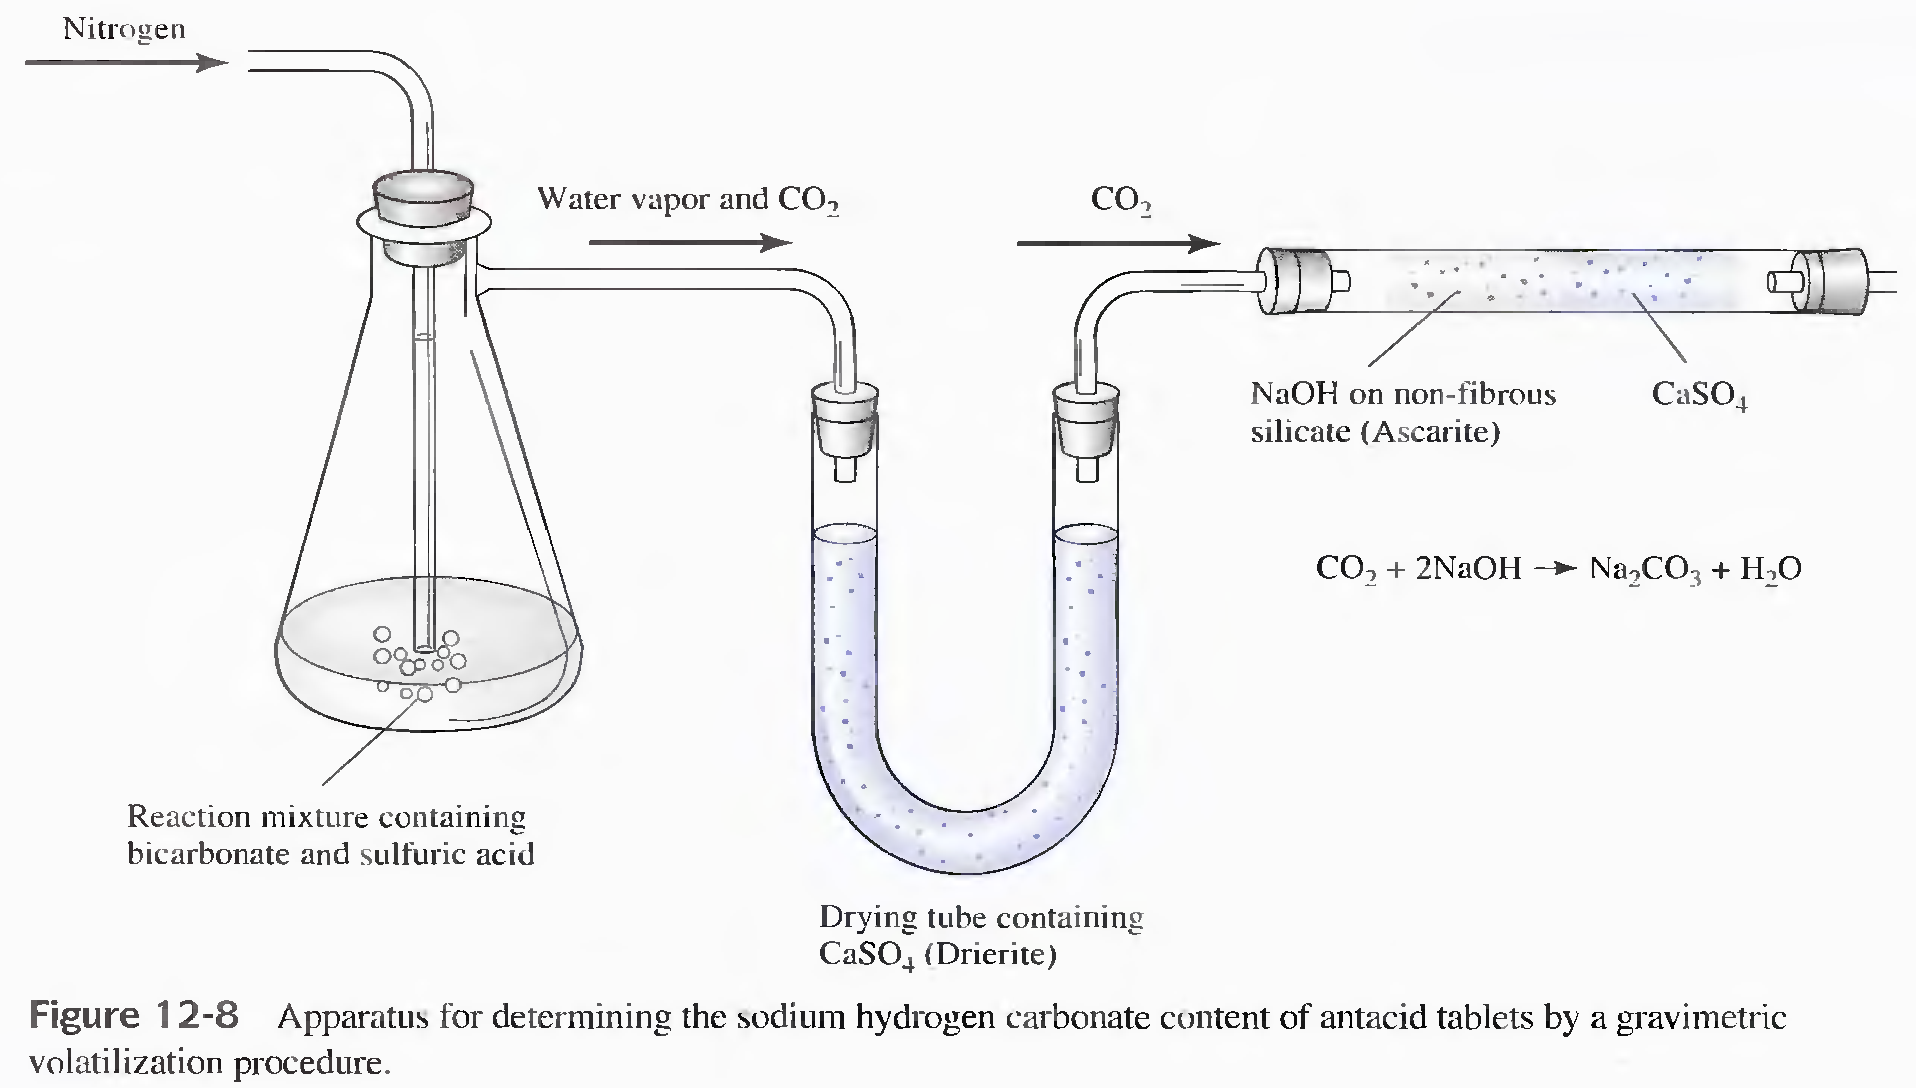 Nitrogen
Water vapor and CO₂
CO₂
NaOH on non-fibrous
silicate (Ascarite)
CaSO₄
CO₂ + 2NaOH → Na₂CO₃ + H₂O
Reaction mixture containing
bicarbonate and sulfuric acid
Drying tube containing
CaSO₄ (Drierite)
Figure 12-8 Apparatus for determining the sodium hydrogen carbonate content of antacid tablets by a gravimetric
volatilization procedure.